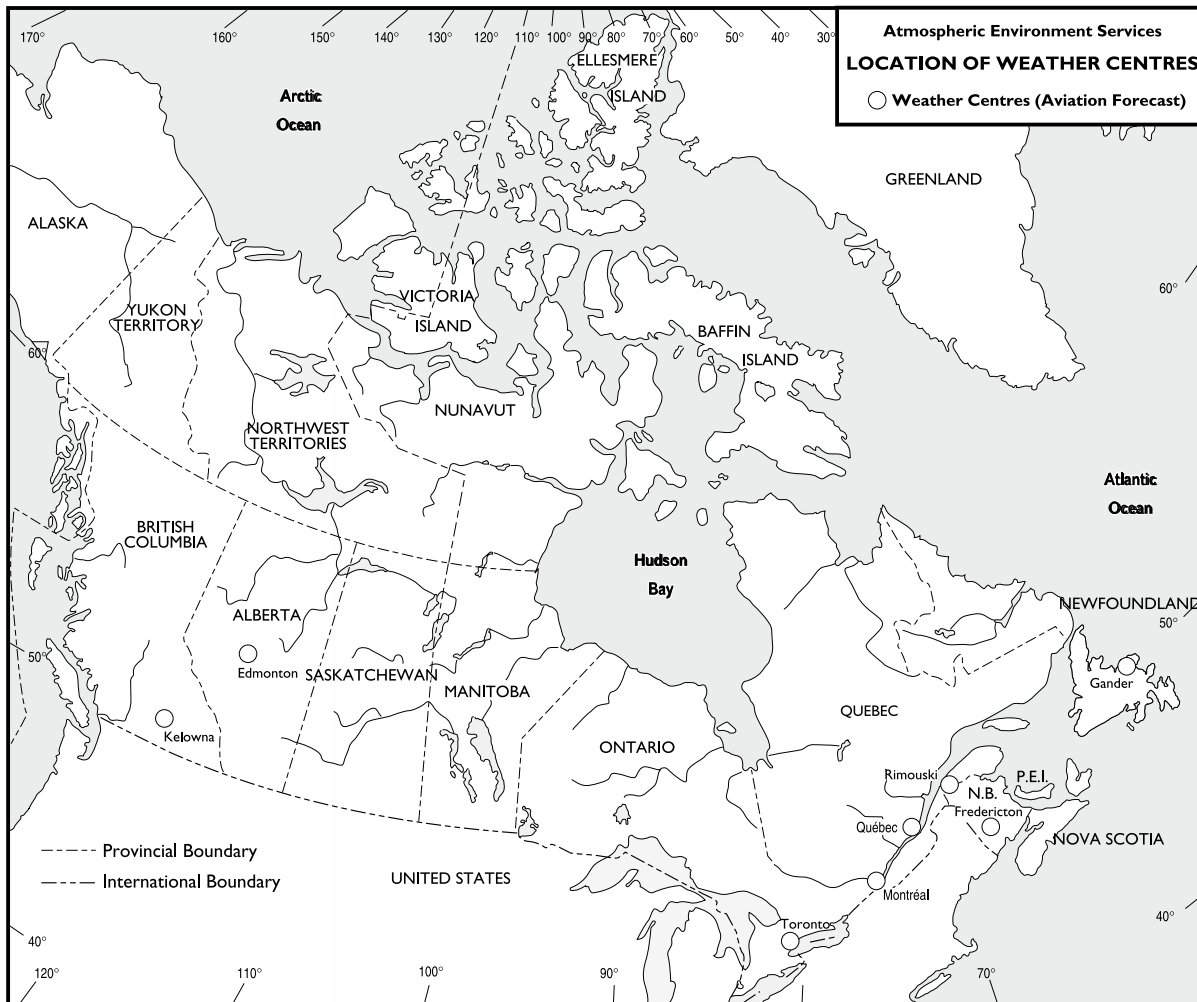 170°
160°
150°
140°
130°
120°
110°
100°
90°
80°
70°
60°
50°
40°
30°
Atmospheric Environment Services
LOCATION OF WEATHER CENTRES
Weather Centres (Aviation Forecast)
ELLESMERE
ISLAND
Arctic
Ocean
GREENLAND
ALASKA
VICTORIA
ISLAND
60°
YUKON
TERRITORY
BAFFIN
ISLAND
60°
NUNAVUT
NORTHWEST
TERRITORIES
Atlantic
Ocean
BRITISH
COLUMBIA
Hudson
Bay
NEWFOUNDLAND
50°
ALBERTA
50°
Edmonton
SASKATCHEWAN
MANITOBA
Gander
QUEBEC
Kelowna
ONTARIO
Rimouski
P.E.I.
N.B.
Fredericton
Québec
NOVA SCOTIA
Provincial Boundary
International Boundary
UNITED STATES
Montréal
Toronto
40°
40°
120°
110°
100°
90°
70°